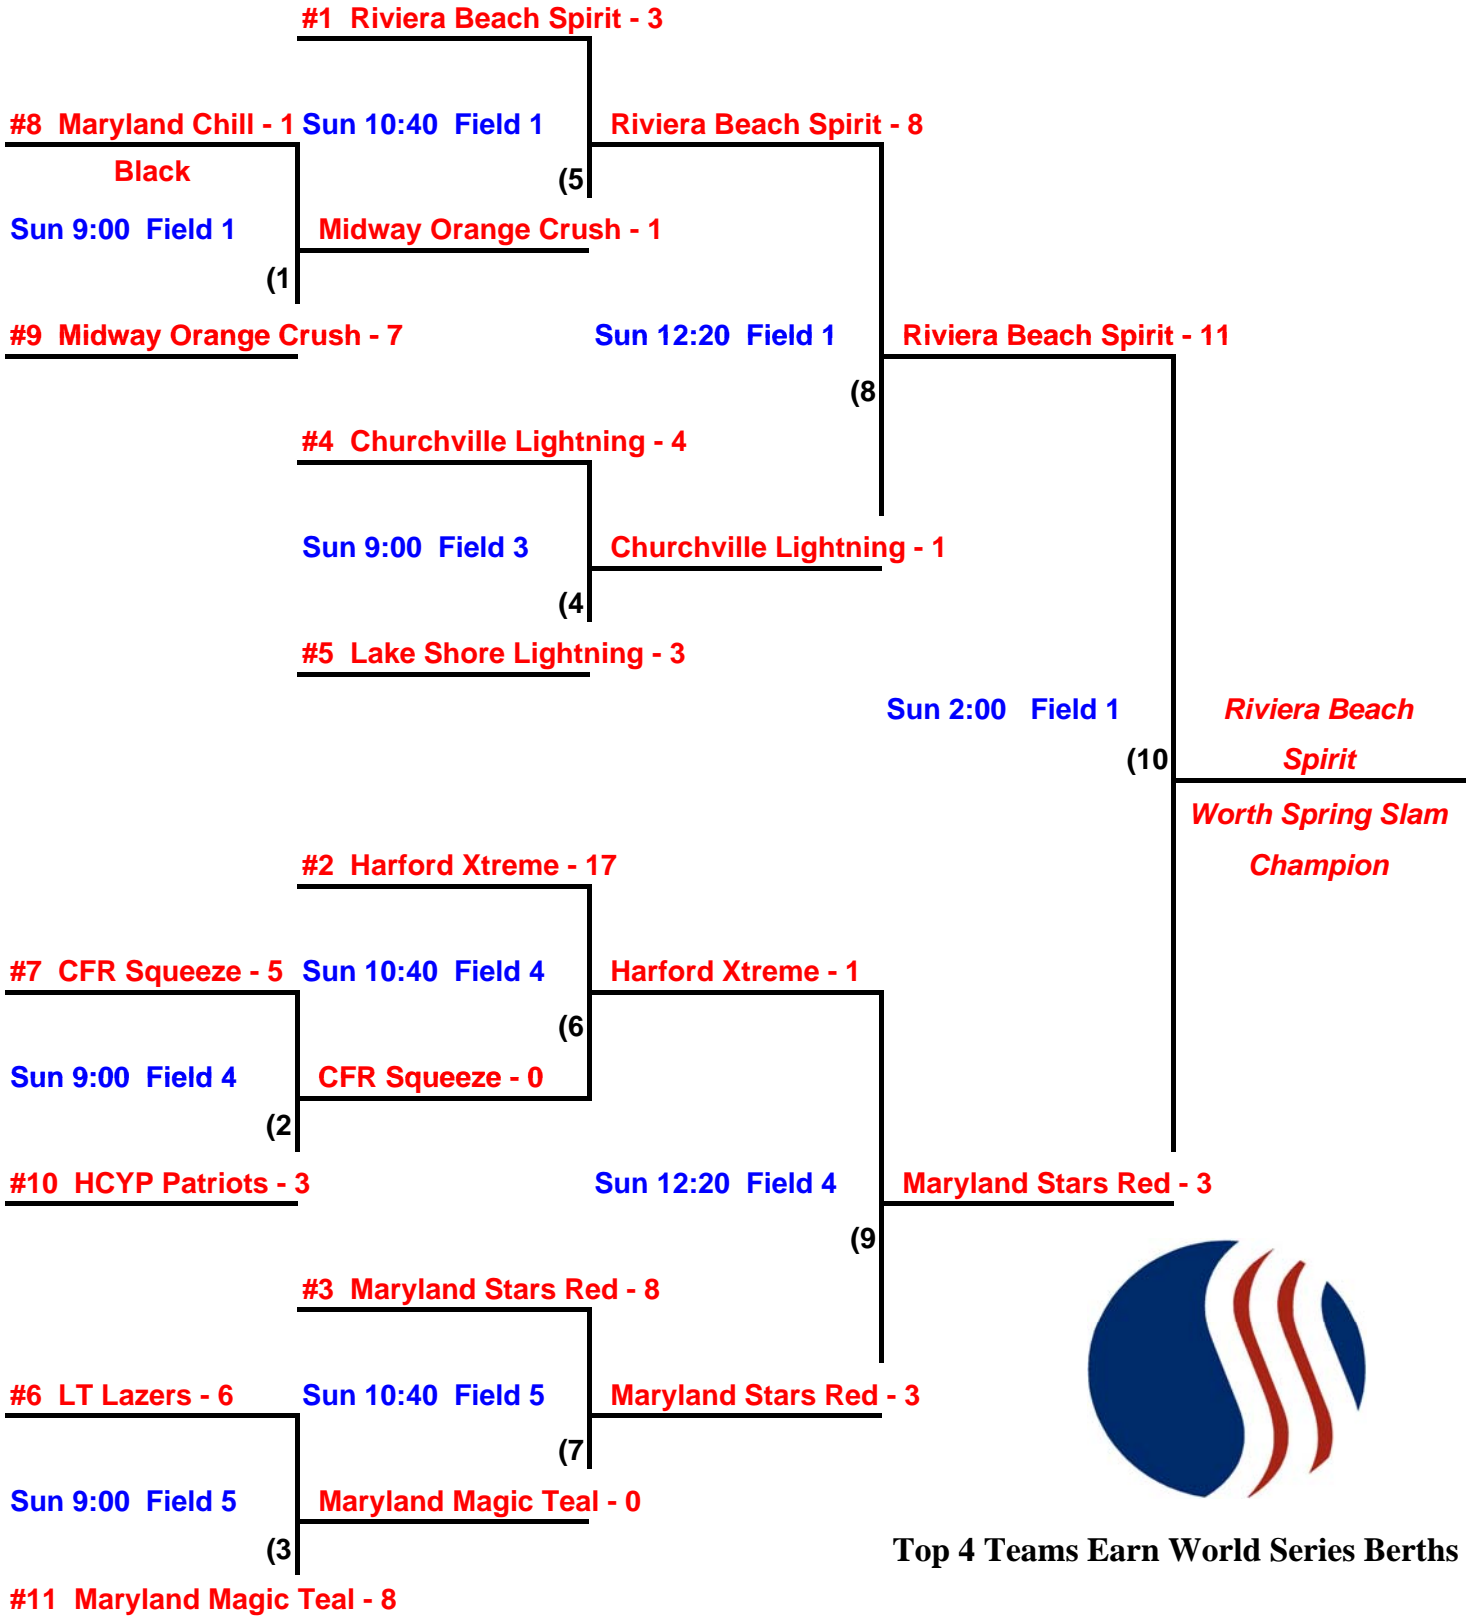 #1 Riviera Beach Spirit - 3
#8 Maryland Chill - 1
Black
Sun 10:40 Field 1
Riviera Beach Spirit - 8
(5
Sun 9:00 Field 1
Midway Orange Crush - 1
(1
#9 Midway Orange Crush - 7
Sun 12:20 Field 1
Riviera Beach Spirit - 11
(8
#4 Churchville Lightning - 4
Sun 9:00 Field 3
Churchville Lightning - 1
(4
#5 Lake Shore Lightning - 3
Sun 2:00 Field 1
Riviera Beach
Spirit
(10
Worth Spring Slam
Champion
#2 Harford Xtreme - 17
#7 CFR Squeeze - 5
Sun 10:40 Field 4
Harford Xtreme - 1
(6
Sun 9:00 Field 4
CFR Squeeze - 0
(2
#10 HCYP Patriots - 3
Sun 12:20 Field 4
Maryland Stars Red - 3
(9
#3 Maryland Stars Red - 8
#6 LT Lazers - 6
Sun 10:40 Field 5
Maryland Stars Red - 3
(7
Sun 9:00 Field 5
Maryland Magic Teal - 0
(3
Top 4 Teams Earn World Series Berths
#11 Maryland Magic Teal - 8